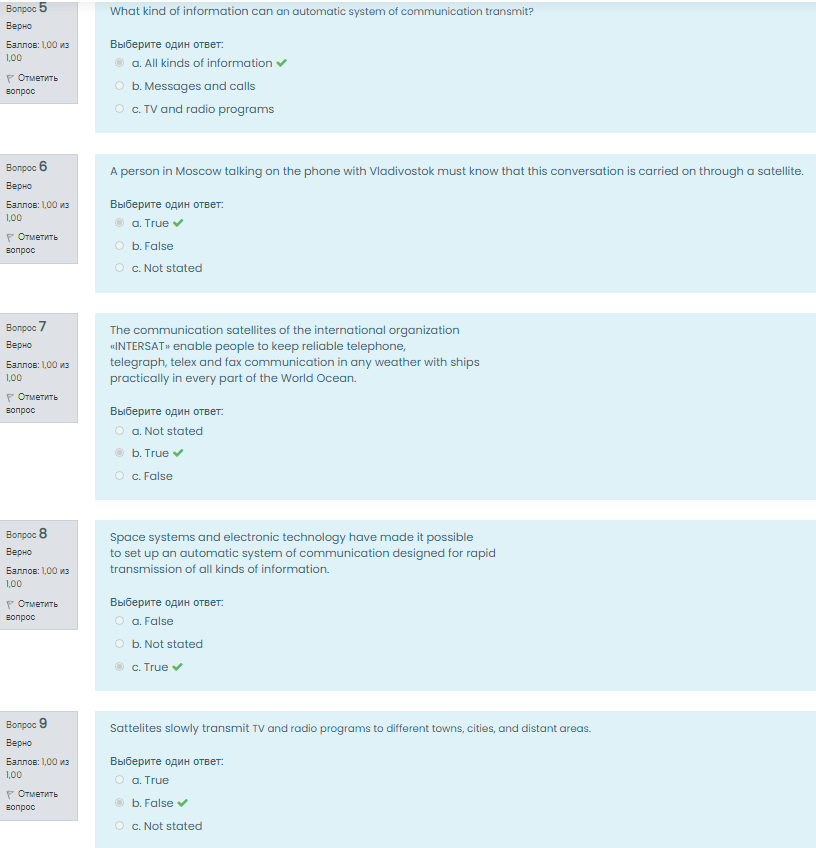 Вопрос 5
Верно
Баллов: 1,00 из
1,00
Отметить
вопрос
What kind of information can an automatic system of communication transmit?
Выберите один ответ:
a. All kinds of information
b. Messages and calls
c. TV and radio programs
Вопрос 6
Верно
Баллов: 1,00 из
1,00
Отметить
вопрос
A person in Moscow talking on the phone with Vladivostok must know that this conversation is carried on through a satellite.
Выберите один ответ:
a. True
b. False
c. Not stated
Вопрос 7
Верно
Баллов: 1,00 из
1,00
Отметить
вопрос
The communication satellites of the international organization
«INTERSAT» enable people to keep reliable telephone,
telegraph, telex and fax communication in any weather with ships
practically in every part of the World Ocean.
Выберите один ответ:
a. Not stated
b. True
c. False
Вопрос 8
Верно
Баллов: 1,00 из
1,00
Отметить
вопрос
Space systems and electronic technology have made it possible
to set up an automatic system of communication designed for rapid
transmission of all kinds of information.
Выберите один ответ:
a. False
b. Not stated
c. True
Вопрос 9
Верно
Баллов: 1,00 из
1,00
Отметить
вопрос
Sattelites slowly transmit TV and radio programs to different towns, cities, and distant areas.
Выберите один ответ:
a. True
b. False
c. Not stated